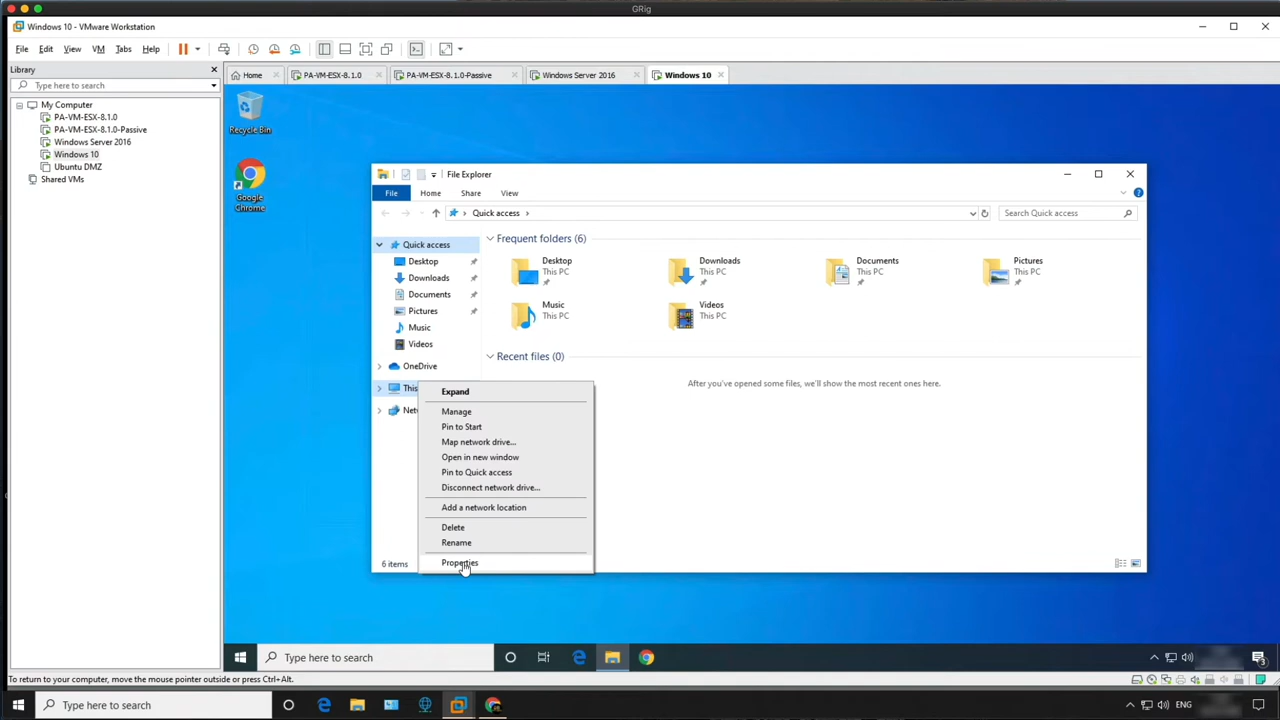 GRig
Windows 10 - VMware Workstation
File Edit View VM Tabs Help
Library
Type here to search
My Computer
PA-VM-ESX-8.1.0
PA-VM-ESX-8.1.0-Passive
Windows Server 2016
Windows 10
Ubuntu DMZ
Shared VMs
Home PA-VM-ESX-8.1.0 PA-VM-ESX-8.1.0-Passive Windows Server 2016 Windows 10
Recycle Bin
Google
Chrome
File Explorer
File Home Share View
Quick access
Search Quick access
Quick access
Desktop
Downloads
Documents
Pictures
Music
Videos
OneDrive
This
Net
Frequent folders (6)
Desktop
This PC
Downloads
This PC
Documents
This PC
Pictures
This PC
Music
This PC
Videos
This PC
Recent files (0)
After you've opened some files, we'll show the most recent ones here.
Expand
Manage
Pin to Start
Map network drive...
Open in new window
Pin to Quick access
Disconnect network drive...
Add a network location
Delete
Rename
Properties
6 items
Type here to search
3
To return to your computer, move the mouse pointer outside or press Ctrl+Alt.
Type here to search
ENG